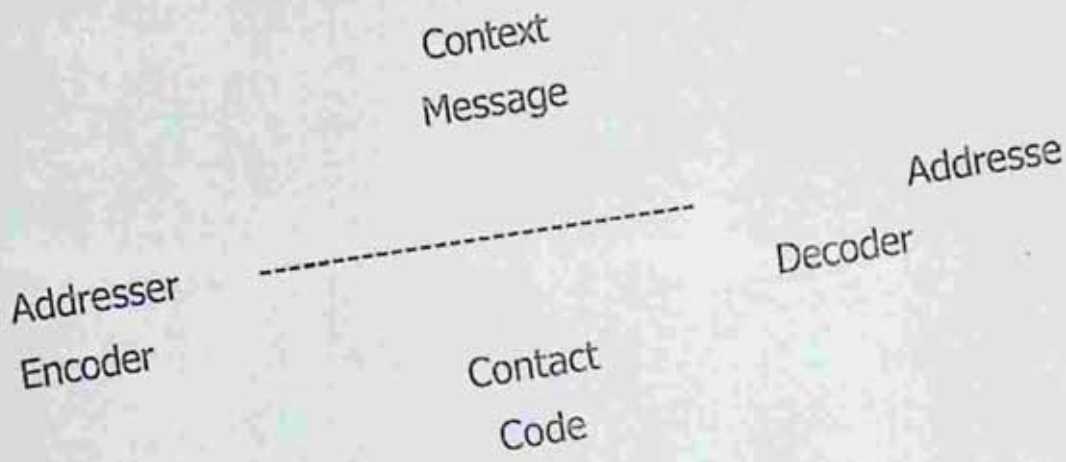 Context
Message
Addresse
Addresser -------------------------------- Decoder
Encoder
Contact
Code